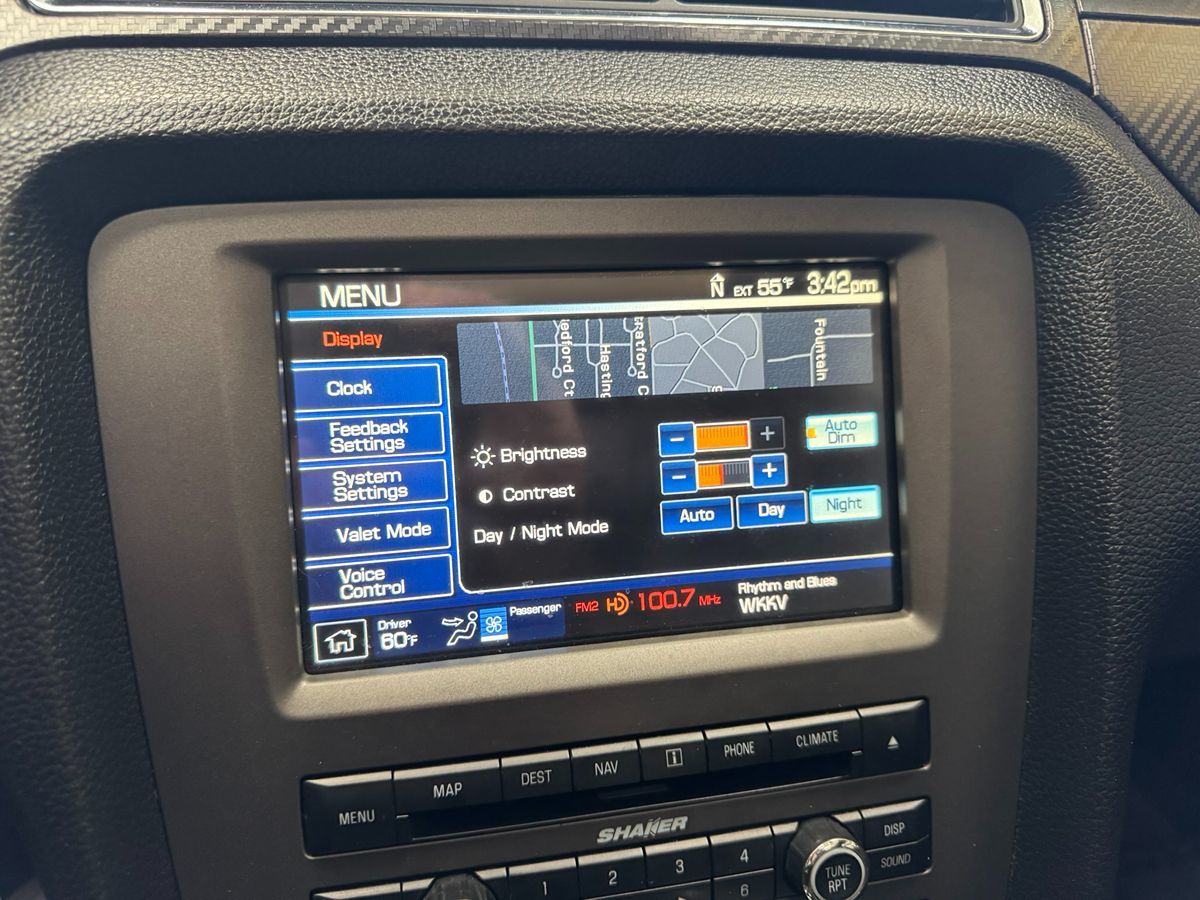 MENU
N EXT 55°F 3:42pm
Display
Clock
Feedback
Settings
System
Settings
Valet Mode
Voice
Control
Hasting
Fountain
Brightness
- +
Auto
Dim
Contrast
- +
Day / Night Mode
Auto
Day
Night
Driver
60°F
Passenger
FM2 HD 100.7 MHz
Rhythm and Blues
WKKV
MENU
MAP
DEST
NAV
i
PHONE
CLIMATE
SHAKER
1
2
3
4
6
TUNE
RPT
DISP
SOUND